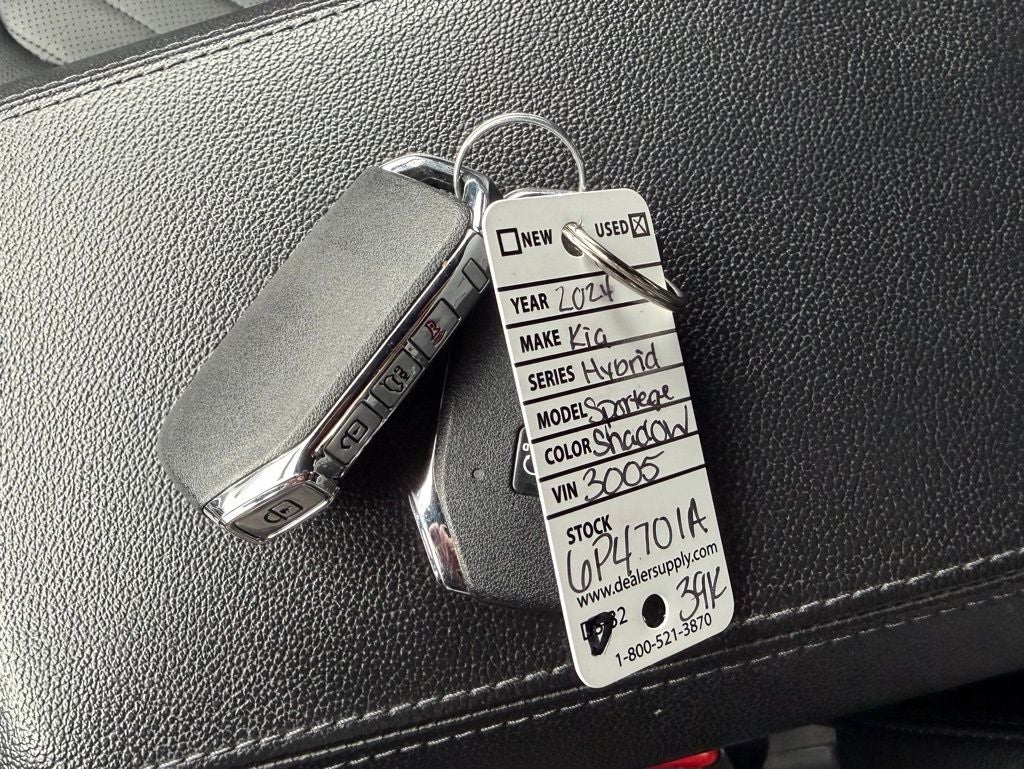 NEW USED
YEAR 2024
MAKE Kia
SERIES Hybrid
MODEL Sportage
COLOR Shadow
VIN 3005
STOCK
6P4701A
www.dealersupply.com
39K
1-800-521-3870